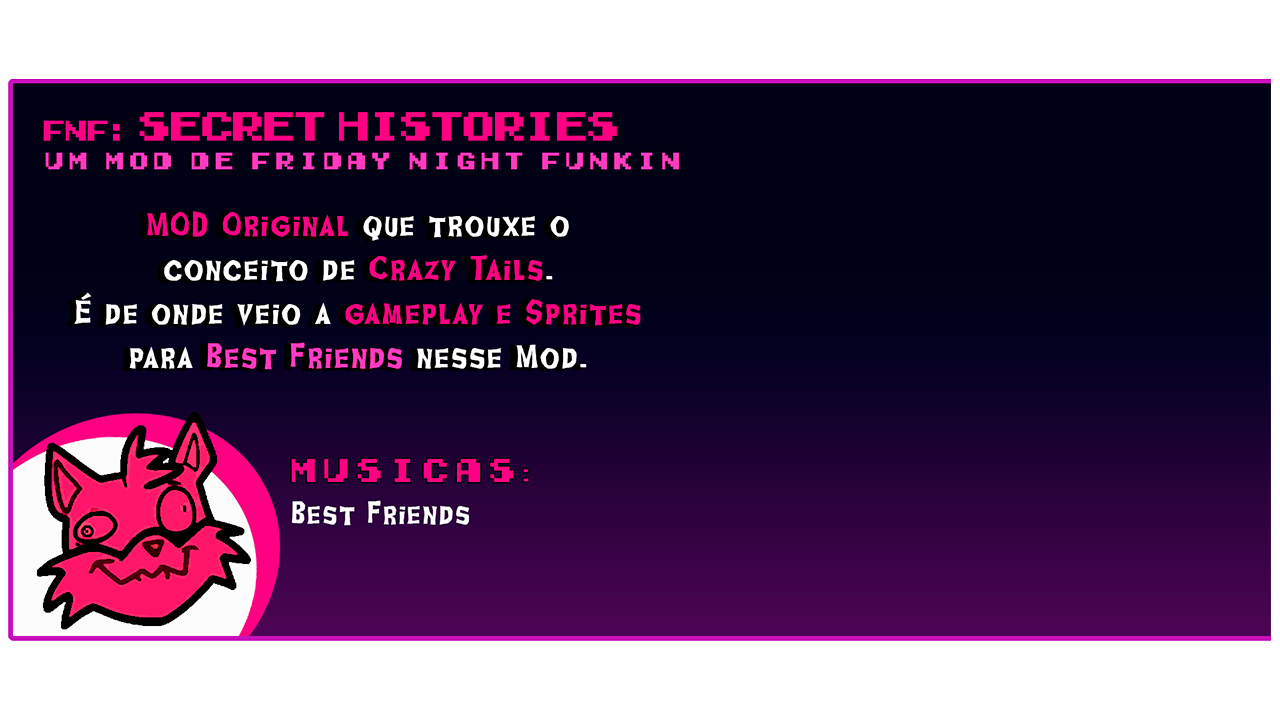 FNF: SECRET HISTORIES
UM MOD DE FRIDAY NIGHT FUNKIN
MOD Original que trouxe o
conceito de Crazy Tails.
É de onde veio a gameplay e Sprites
para Best Friends nesse Mod.
MUSICAS:
Best Friends